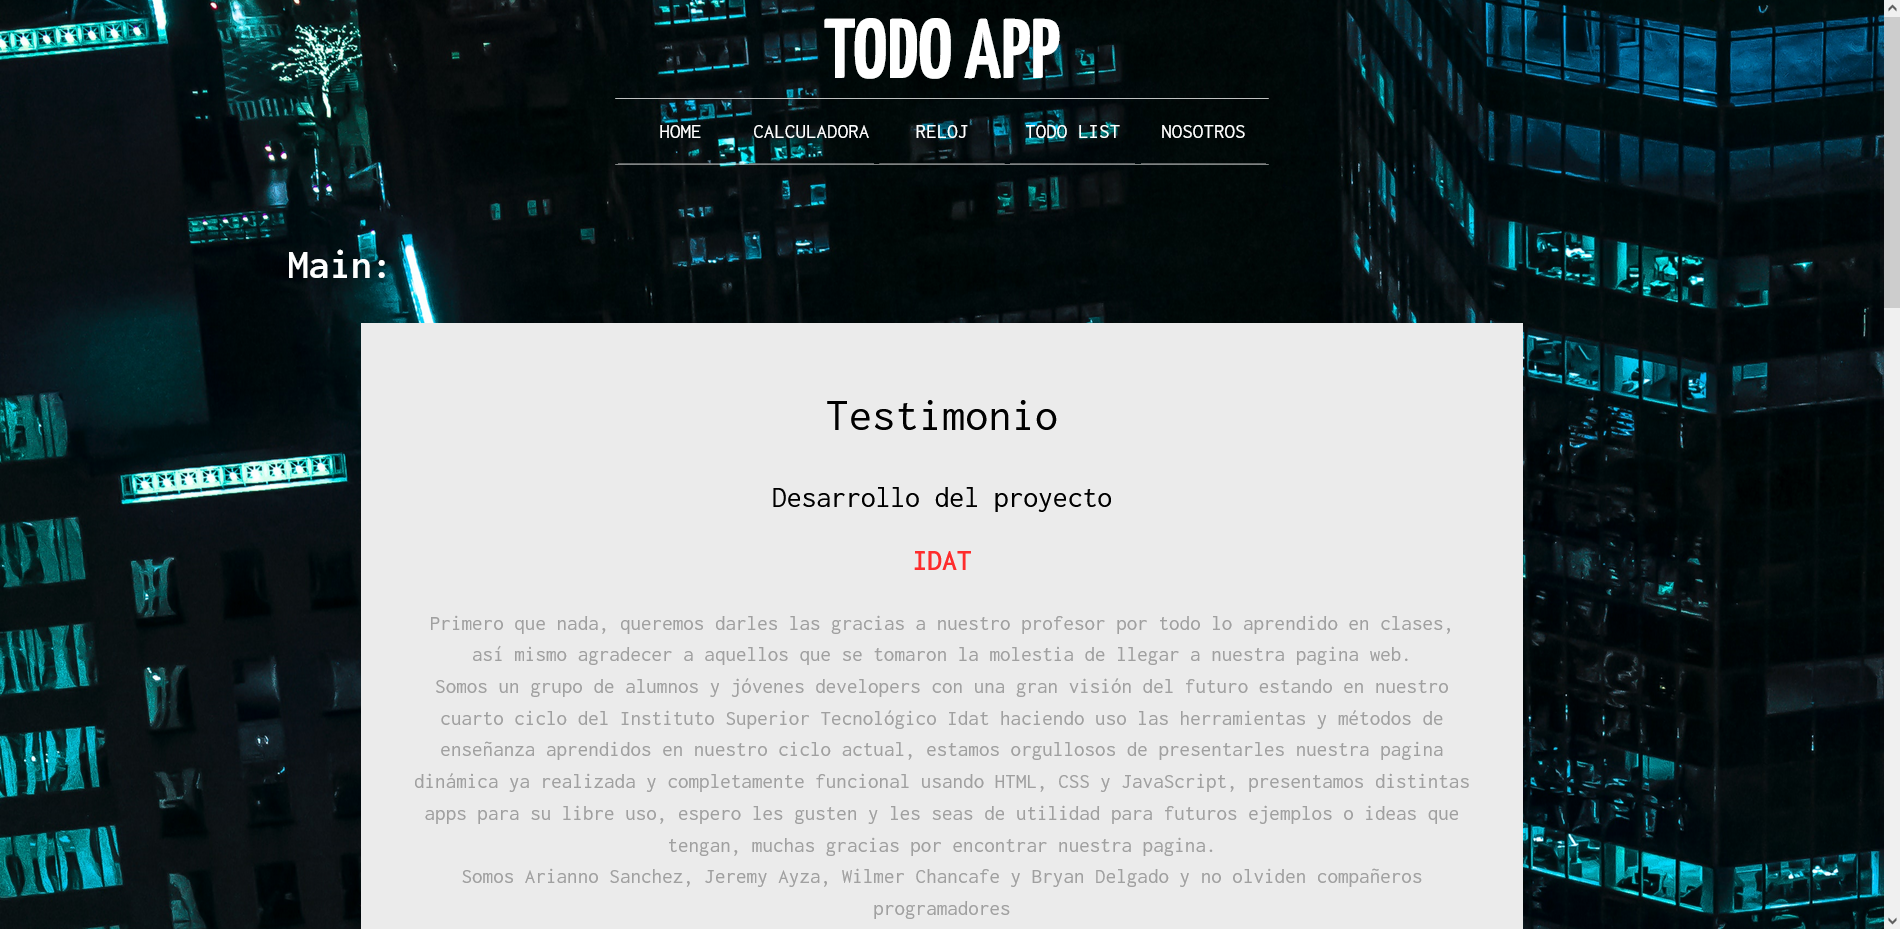 TODO APP
HOME CALCULADORA RELOJ TODO LIST NOSOTROS
Main:
Testimonio
Desarrollo del proyecto
IDAT
Primero que nada, queremos darles las gracias a nuestro profesor por todo lo aprendido en clases,
así mismo agradecer a aquellos que se tomaron la molestia de llegar a nuestra pagina web.
Somos un grupo de alumnos y jóvenes developers con una gran visión del futuro estando en nuestro
cuarto ciclo del Instituto Superior Tecnológico Idat haciendo uso las herramientas y métodos de
enseñanza aprendidos en nuestro ciclo actual, estamos orgullosos de presentarles nuestra pagina
dinámica ya realizada y completamente funcional usando HTML, CSS y JavaScript, presentamos distintas
apps para su libre uso, espero les gusten y les seas de utilidad para futuros ejemplos o ideas que
tengan, muchas gracias por encontrar nuestra pagina.
Somos Arianno Sanchez, Jeremy Ayza, Wilmer Chancafe y Bryan Delgado y no olviden compañeros
programadores